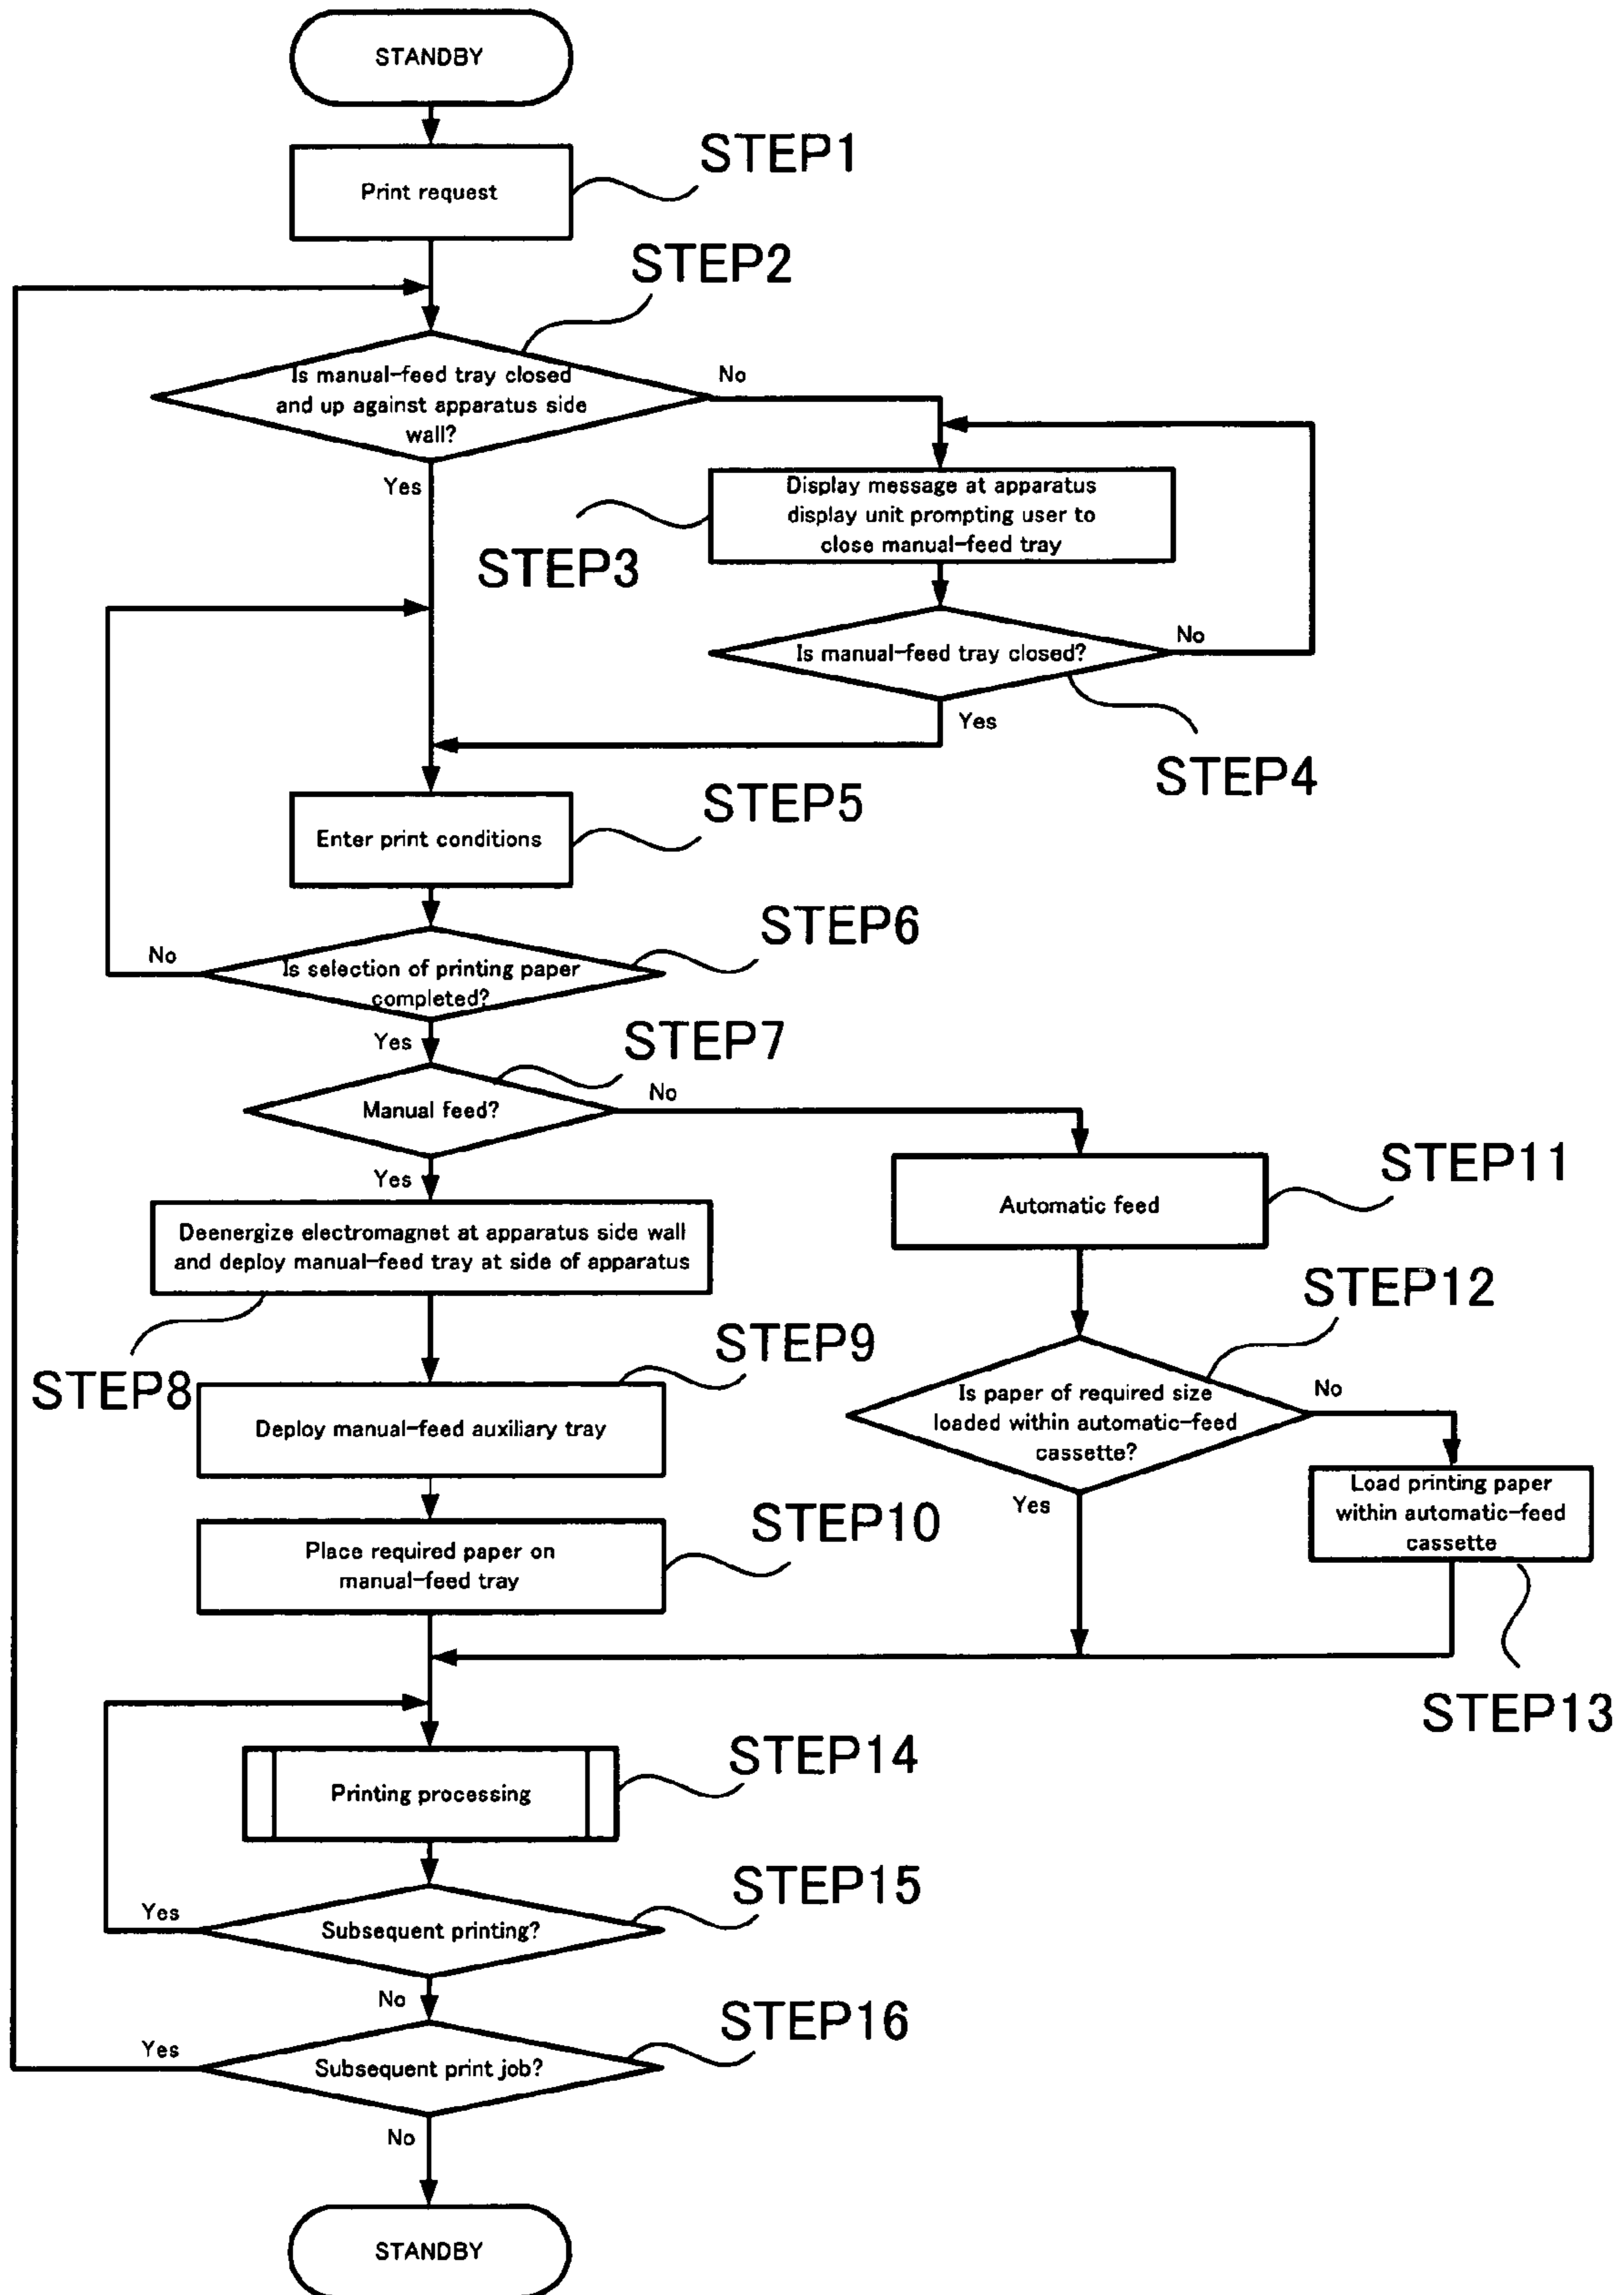 STANDBY
STEP1
Print request
STEP2
Is manual-feed tray closed
and up against apparatus side
wall?
No
Yes
Display message at apparatus
display unit prompting user to
close manual-feed tray
STEP3
Is manual-feed tray closed?
No
Yes
STEP4
STEP5
Enter print conditions
STEP6
No
Is selection of printing paper
completed?
Yes
STEP7
Manual feed?
No
Yes
STEP11
Automatic feed
Deenergize electromagnet at apparatus side wall
and deploy manual-feed tray at side of apparatus
STEP8
STEP12
STEP9
Is paper of required size
loaded within automatic-feed
cassette?
No
Yes
Deploy manual-feed auxiliary tray
Load printing paper
within automatic-feed
cassette
STEP10
Place required paper on
manual-feed tray
STEP13
STEP14
Printing processing
STEP15
Yes
Subsequent printing?
No
STEP16
Yes
Subsequent print job?
No
STANDBY